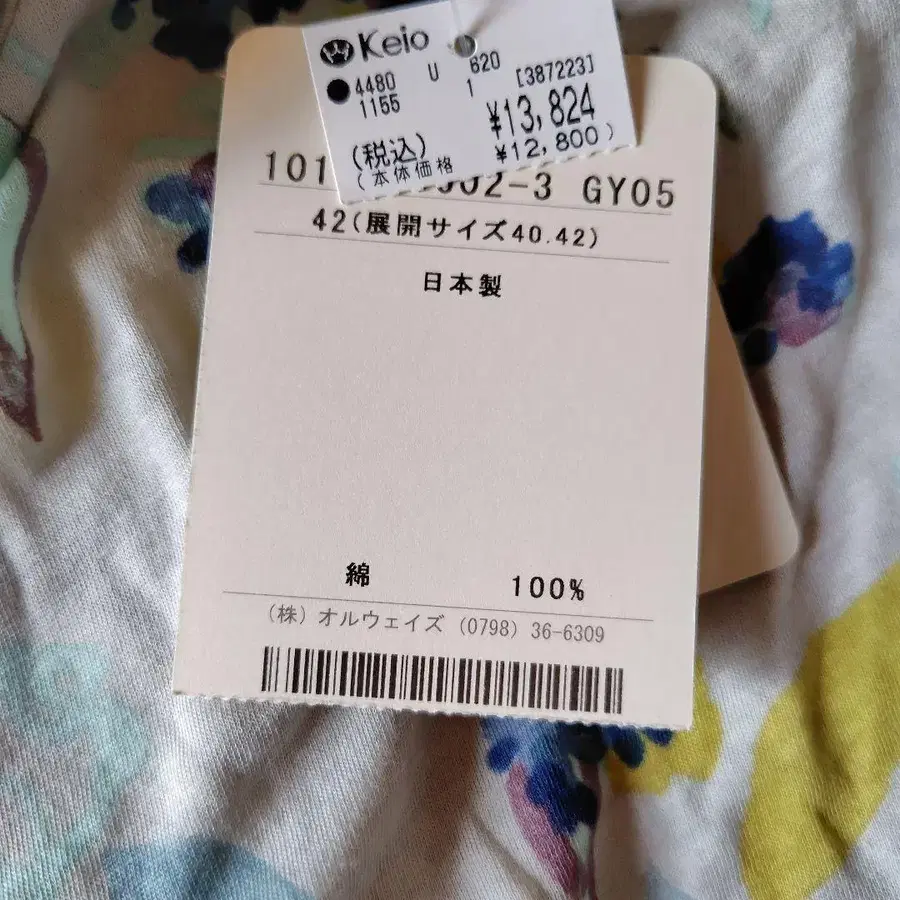 Keio
4480 U 620
1155 1 [387223]
¥13,824
(税込)
(本体価格 ¥12,800)
101 002-3 GY05
42(展開サイズ40.42)
日本製
綿 100%
(株) オルウェイズ (0798) 36-6309